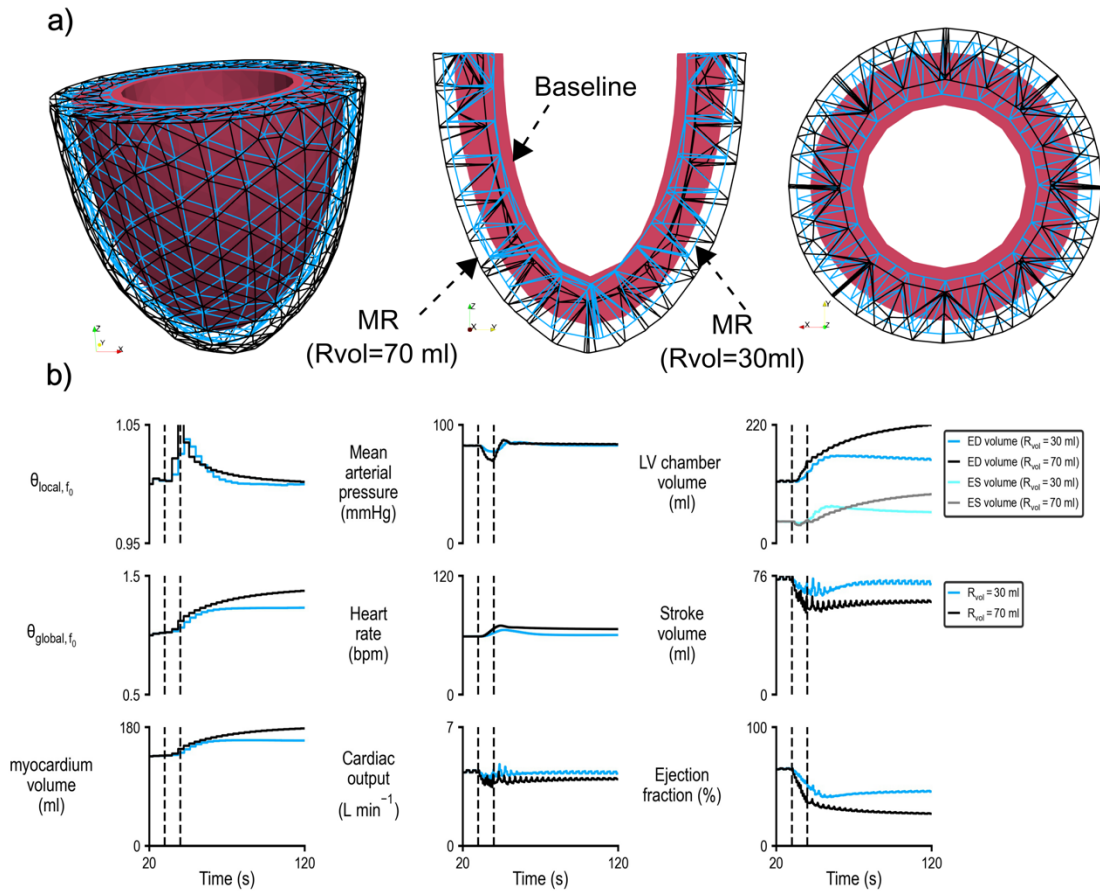 a)
Baseline
MR
(Rvol=70 ml)
MR
(Rvol=30ml)
Z
Y
X
Z
X
Y
Y
X
Z
b)
θlocal, f0
1.05
0.95
Mean
arterial
pressure
(mmHg)
100
0
LV chamber
volume
(ml)
220
0
ED volume (Rvol = 30 ml)
ED volume (Rvol = 70 ml)
ES volume (Rvol = 30 ml)
ES volume (Rvol = 70 ml)
θglobal, f0
1.5
0.5
Heart
rate
(bpm)
120
0
Stroke
volume
(ml)
76
0
Rvol = 30 ml
Rvol = 70 ml
myocardium
volume
(ml)
180
0
20
120
Time (s)
Cardiac
output
(L min−1)
7
0
20
120
Time (s)
Ejection
fraction (%)
100
0
20
120
Time (s)